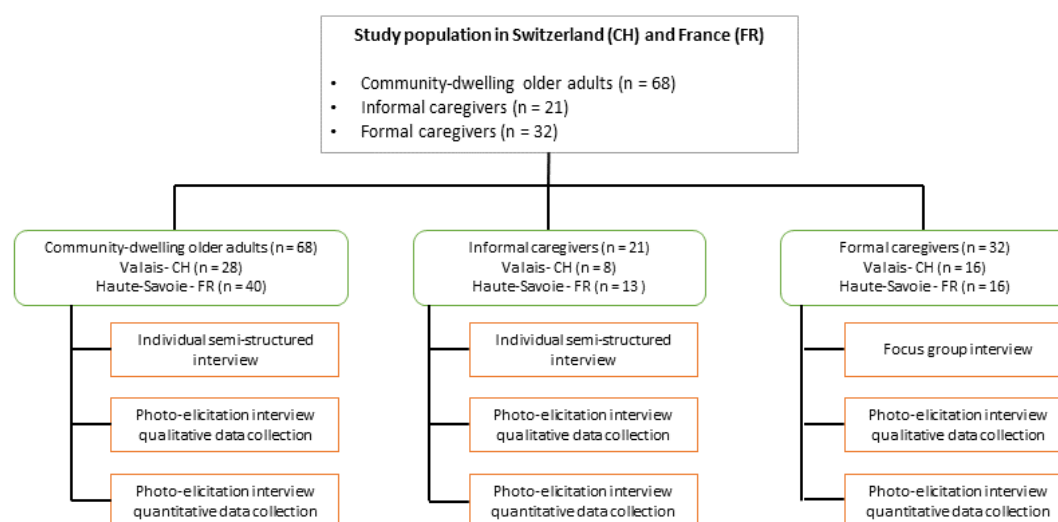 Study population in Switzerland (CH) and France (FR)
• Community-dwelling older adults (n = 68)
• Informal caregivers (n = 21)
• Formal caregivers (n = 32)
Community-dwelling older adults (n = 68)
Valais- CH (n = 28)
Haute-Savoie - FR (n = 40)
Informal caregivers (n = 21)
Valais- CH (n = 8)
Haute-Savoie - FR (n = 13 )
Formal caregivers (n = 32)
Valais- CH (n = 16)
Haute-Savoie - FR (n = 16)
Individual semi-structured
interview
Individual semi-structured
interview
Focus group interview
Photo-elicitation interview
qualitative data collection
Photo-elicitation interview
qualitative data collection
Photo-elicitation interview
qualitative data collection
Photo-elicitation interview
quantitative data collection
Photo-elicitation interview
quantitative data collection
Photo-elicitation interview
quantitative data collection